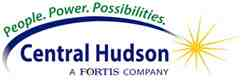 People. Power. Possibilities.
Central Hudson
A FORTIS COMPANY